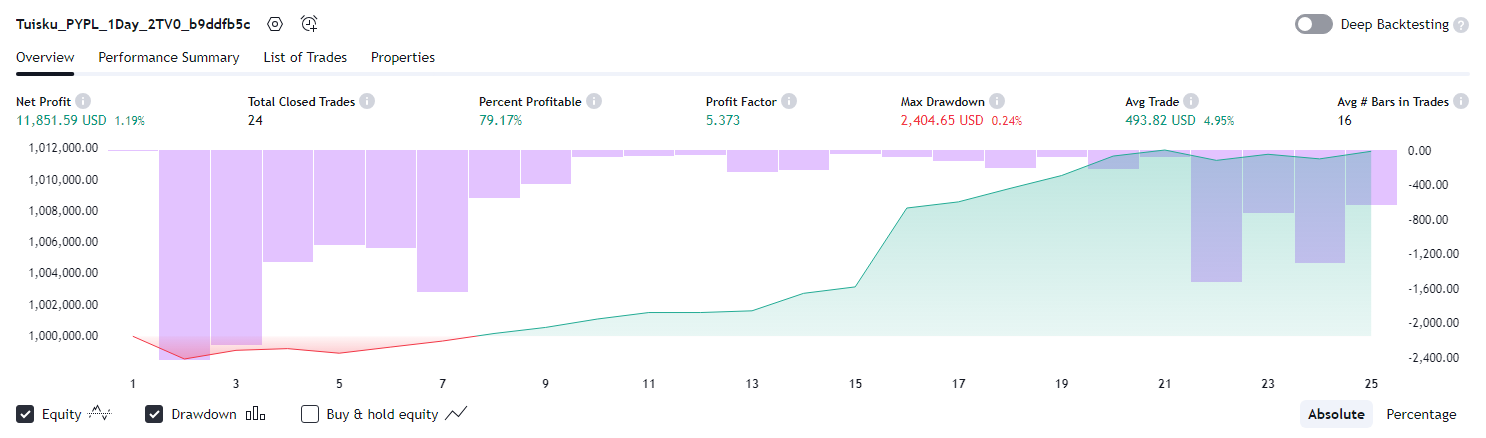 Tuisku_PYPL_1Day_2TV0_b9ddfb5c Deep Backtesting ?
Overview Performance Summary List of Trades Properties
Net Profit Total Closed Trades Percent Profitable Profit Factor Max Drawdown Avg Trade Avg # Bars in Trades
11,851.59 USD 1.19% 24 79.17% 5.373 2,404.65 USD 0.24% 493.82 USD 4.95% 16
1,012,000.00 0.00
1,010,000.00 -400.00
1,008,000.00 -800.00
1,006,000.00 -1,200.00
1,004,000.00 -1,600.00
1,002,000.00 -2,000.00
1,000,000.00 -2,400.00
1 3 5 7 9 11 13 15 17 19 21 23 25
Equity Drawdown Buy & hold equity Absolute Percentage